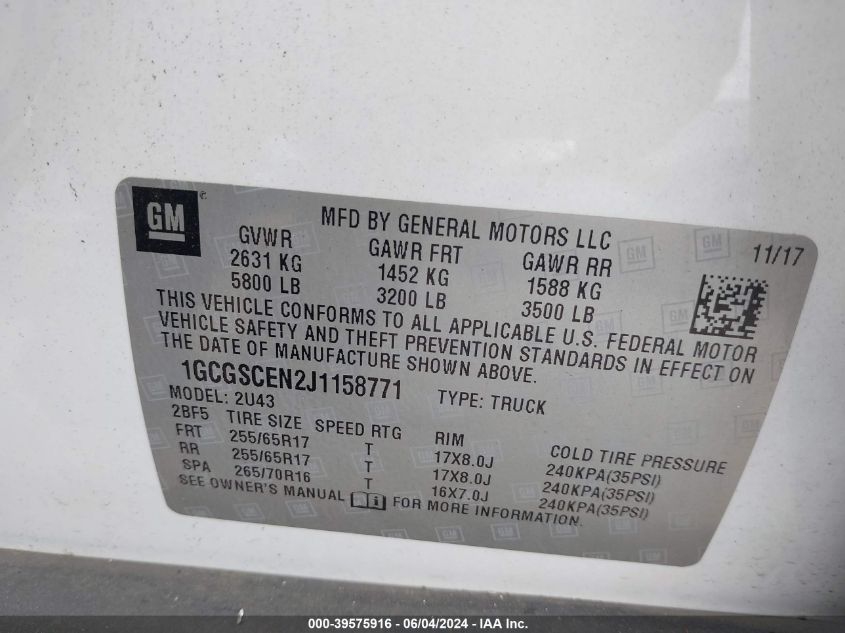 GM
MFD BY GENERAL MOTORS LLC
11/17
GVWR GAWR FRT GAWR RR
2631 KG 1452 KG 1588 KG
5800 LB 3200 LB 3500 LB
THIS VEHICLE CONFORMS TO ALL APPLICABLE U.S. FEDERAL MOTOR
VEHICLE SAFETY AND THEFT PREVENTION STANDARDS IN EFFECT ON
THE DATE OF MANUFACTURE SHOWN ABOVE.
1GCGSCEN2J1158771 TYPE: TRUCK
MODEL: 2U43
2BF5 TIRE SIZE SPEED RTG RIM COLD TIRE PRESSURE
FRT 255/65R17 T 17X8.0J 240KPA(35PSI)
RR 255/65R17 T 17X8.0J 240KPA(35PSI)
SPA 265/70R16 T 16X7.0J 240KPA(35PSI)
SEE OWNER'S MANUAL i FOR MORE INFORMATION.
000-39575916 - 06/04/2024 - IAA Inc.